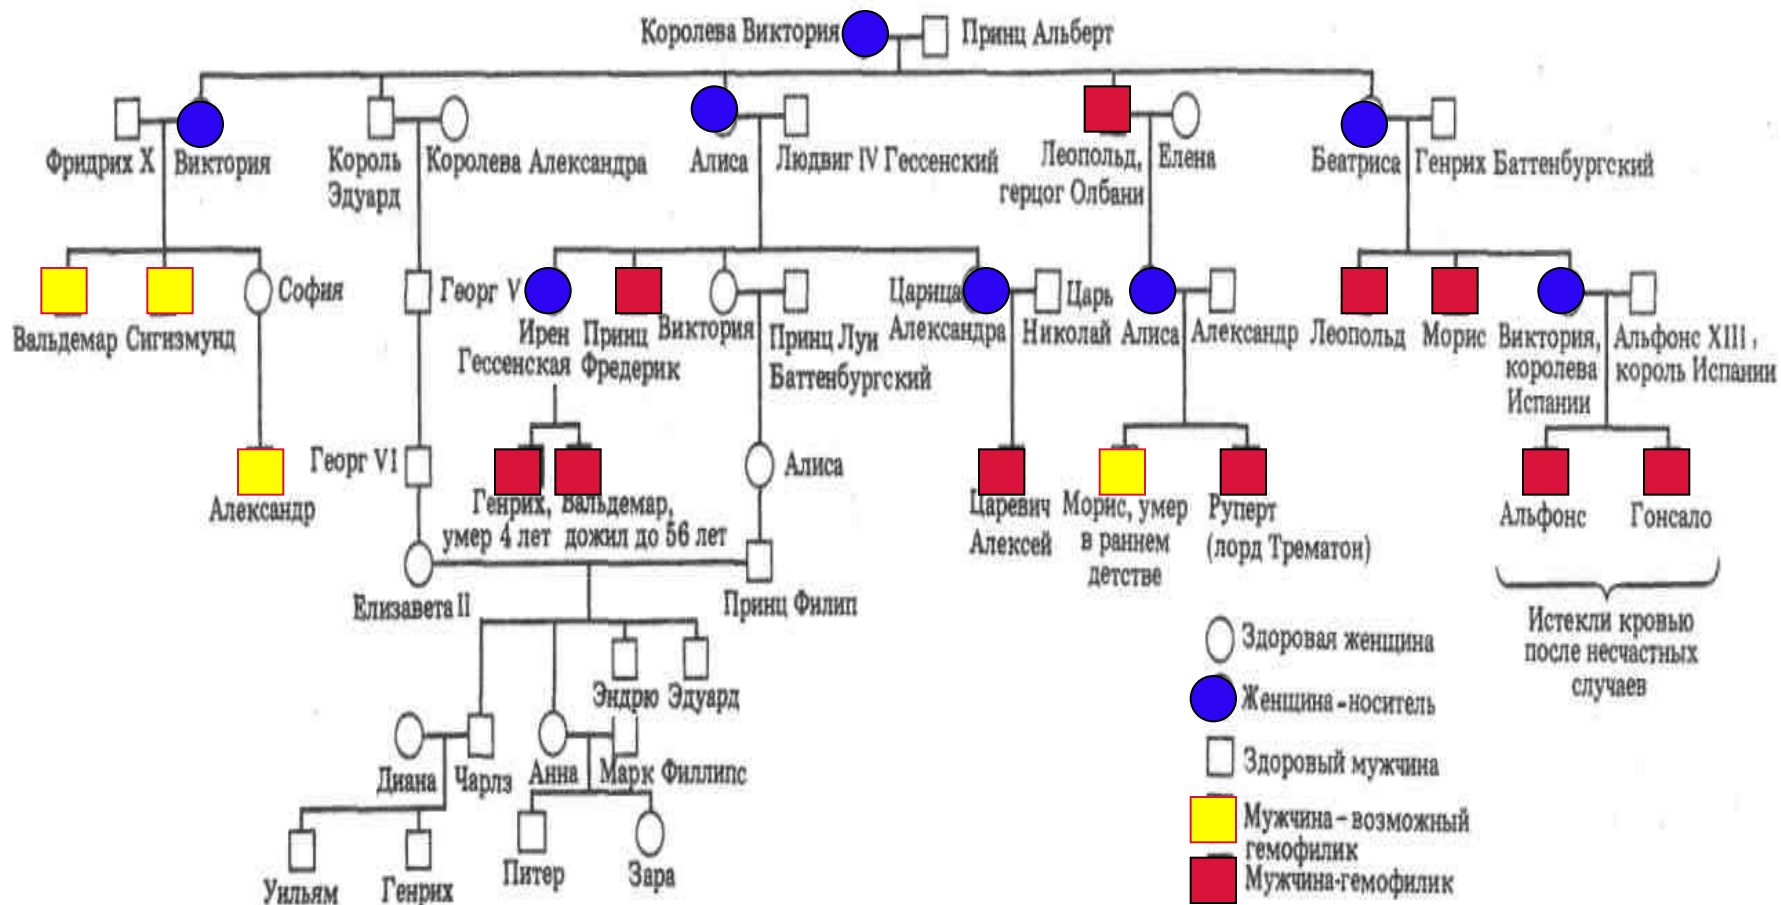 Королева Виктория
Принц Альберт
Фридрих X
Виктория
Король
Эдуард
Королева Александра
Алиса
Людвиг IV Гессенский
Леопольд,
герцог Олбани
Елена
Беатриса
Генрих Баттенбургский
Вальдемар
Сигизмунд
София
Георг V
Ирен
Гессенская
Принц
Фредерик
Виктория
Принц Луи
Баттенбургский
Царица
Александра
Царь
Николай
Алиса
Александр
Леопольд
Морис
Виктория,
королева
Испании
Альфонс XIII,
король Испании
Александр
Георг VI
Генрих,
умер 4 лет
Вальдемар,
дожил до 56 лет
Алиса
Царевич
Алексей
Морис, умер
в раннем
детстве
Руперт
(лорд Трематон)
Альфонс
Гонсало
Истекли кровью
после несчастных
случаев
Елизавета II
Принц Филип
Эндрю
Эдуард
Диана
Чарлз
Анна
Марк Филлипс
Уильям
Генрих
Питер
Зара
Здоровая женщина
Женщина-носитель
Здоровый мужчина
Мужчина-возможный
гемофилик
Мужчина-гемофилик